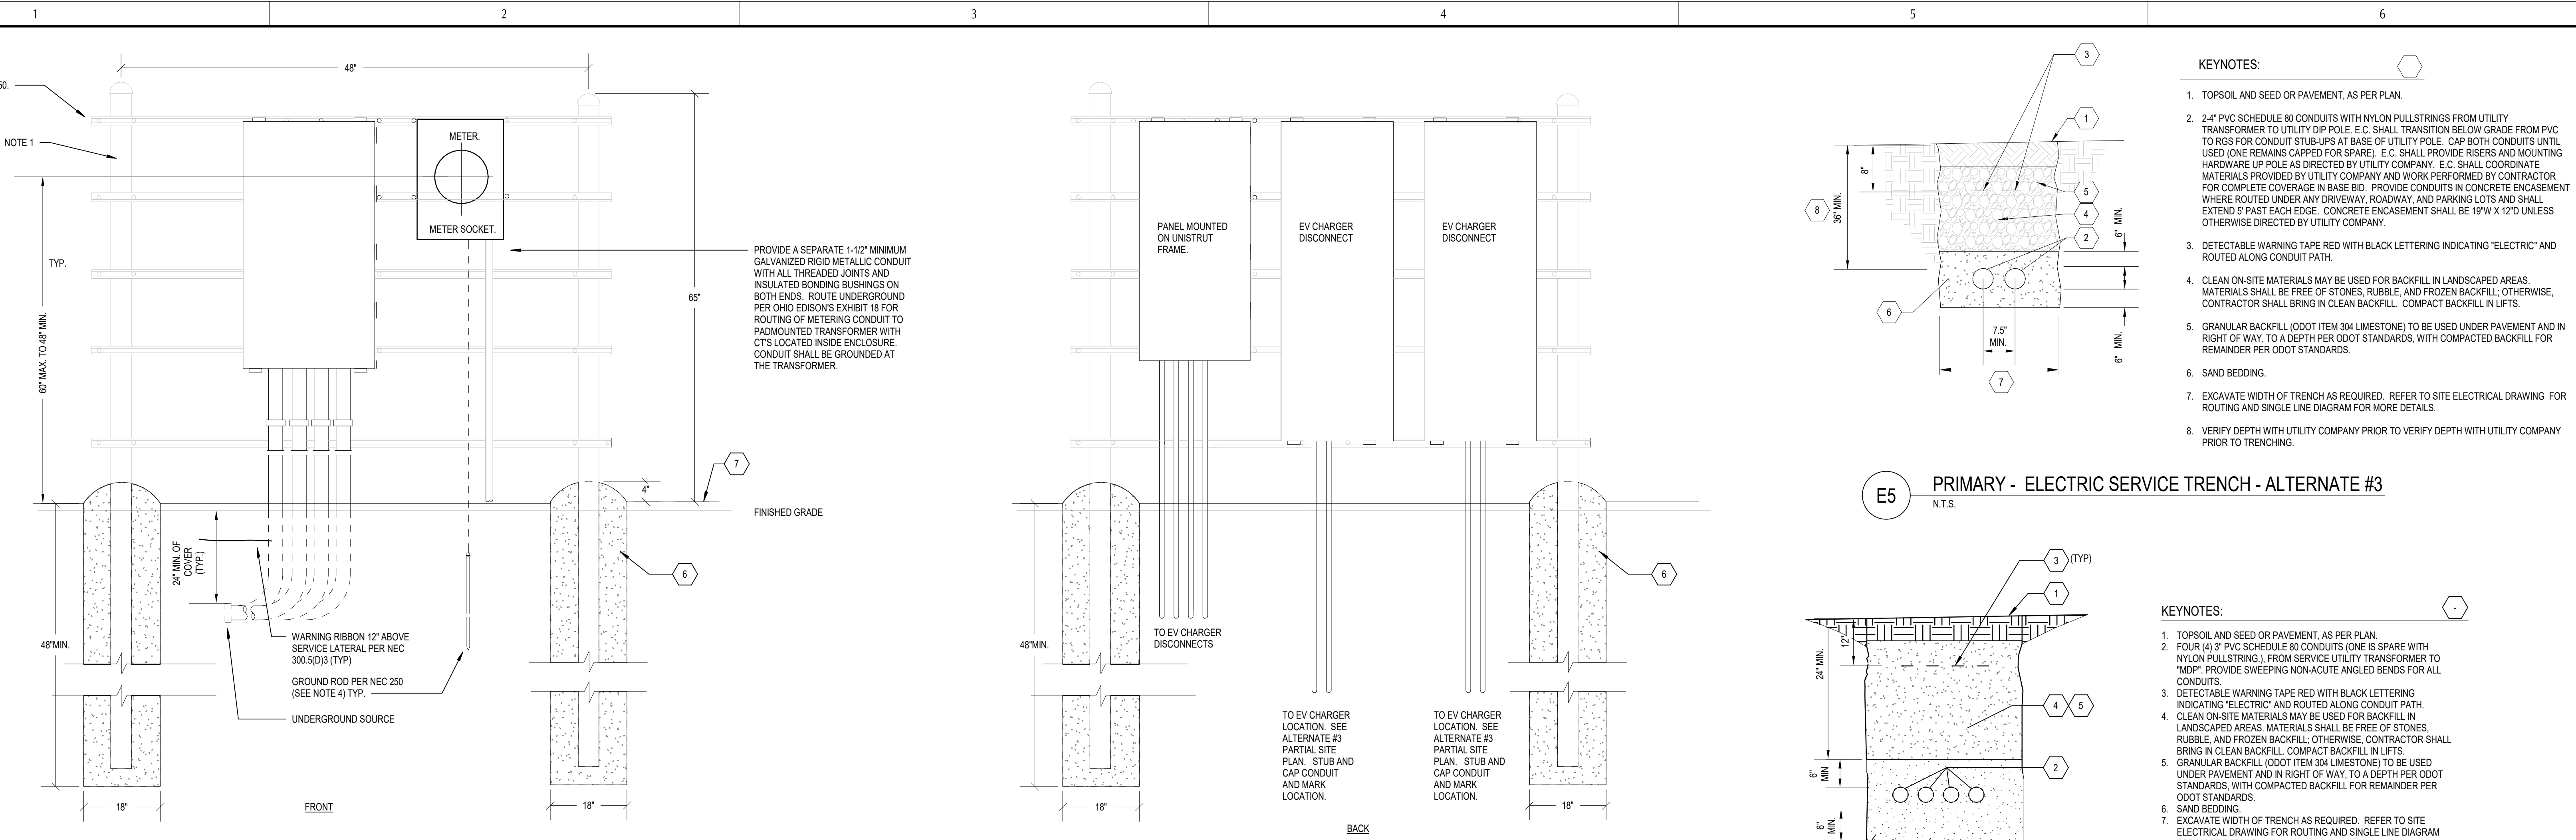 1
2
3
4
5
6
48"
NOTE 1
METER.
METER SOCKET.
TYP.
60" MAX. TO 48" MIN.
65"
PROVIDE A SEPARATE 1-1/2" MINIMUM
GALVANIZED RIGID METALLIC CONDUIT
WITH ALL THREADED JOINTS AND
INSULATED BONDING BUSHINGS ON
BOTH ENDS. ROUTE UNDERGROUND
PER OHIO EDISON'S EXHIBIT 18 FOR
ROUTING OF METERING CONDUIT TO
PADMOUNTED TRANSFORMER WITH
CT'S LOCATED INSIDE ENCLOSURE.
CONDUIT SHALL BE GROUNDED AT
THE TRANSFORMER.
4"
7
FINISHED GRADE
24" MIN. OF
COVER
(TYP.)
6
48"MIN.
WARNING RIBBON 12" ABOVE
SERVICE LATERAL PER NEC
300.5(D)3 (TYP)
GROUND ROD PER NEC 250
(SEE NOTE 4) TYP.
UNDERGROUND SOURCE
18"
18"
FRONT
PANEL MOUNTED
ON UNISTRUT
FRAME.
EV CHARGER
DISCONNECT
EV CHARGER
DISCONNECT
6
TO EV CHARGER
DISCONNECTS
48"MIN.
TO EV CHARGER
LOCATION. SEE
ALTERNATE #3
PARTIAL SITE
PLAN. STUB AND
CAP CONDUIT
AND MARK
LOCATION.
TO EV CHARGER
LOCATION. SEE
ALTERNATE #3
PARTIAL SITE
PLAN. STUB AND
CAP CONDUIT
AND MARK
LOCATION.
18"
18"
BACK
3
1
8"
5
8
36" MIN.
4
6" MIN.
2
6
7.5"
MIN.
6" MIN.
7
KEYNOTES:
1. TOPSOIL AND SEED OR PAVEMENT, AS PER PLAN.
2. 2-4" PVC SCHEDULE 80 CONDUITS WITH NYLON PULLSTRINGS FROM UTILITY
TRANSFORMER TO UTILITY DIP POLE. E.C. SHALL TRANSITION BELOW GRADE FROM PVC
TO RGS FOR CONDUIT STUB-UPS AT BASE OF UTILITY POLE. CAP BOTH CONDUITS UNTIL
USED (ONE REMAINS CAPPED FOR SPARE). E.C. SHALL PROVIDE RISERS AND MOUNTING
HARDWARE UP POLE AS DIRECTED BY UTILITY COMPANY. E.C. SHALL COORDINATE
MATERIALS PROVIDED BY UTILITY COMPANY AND WORK PERFORMED BY CONTRACTOR
FOR COMPLETE COVERAGE IN BASE BID. PROVIDE CONDUITS IN CONCRETE ENCASEMENT
WHERE ROUTED UNDER ANY DRIVEWAY, ROADWAY, AND PARKING LOTS AND SHALL
EXTEND 5' PAST EACH EDGE. CONCRETE ENCASEMENT SHALL BE 19"W X 12"D UNLESS
OTHERWISE DIRECTED BY UTILITY COMPANY.
3. DETECTABLE WARNING TAPE RED WITH BLACK LETTERING INDICATING "ELECTRIC" AND
ROUTED ALONG CONDUIT PATH.
4. CLEAN ON-SITE MATERIALS MAY BE USED FOR BACKFILL IN LANDSCAPED AREAS.
MATERIALS SHALL BE FREE OF STONES, RUBBLE, AND FROZEN BACKFILL; OTHERWISE,
CONTRACTOR SHALL BRING IN CLEAN BACKFILL. COMPACT BACKFILL IN LIFTS.
5. GRANULAR BACKFILL (ODOT ITEM 304 LIMESTONE) TO BE USED UNDER PAVEMENT AND IN
RIGHT OF WAY, TO A DEPTH PER ODOT STANDARDS, WITH COMPACTED BACKFILL FOR
REMAINDER PER ODOT STANDARDS.
6. SAND BEDDING.
7. EXCAVATE WIDTH OF TRENCH AS REQUIRED. REFER TO SITE ELECTRICAL DRAWING FOR
ROUTING AND SINGLE LINE DIAGRAM FOR MORE DETAILS.
8. VERIFY DEPTH WITH UTILITY COMPANY PRIOR TO VERIFY DEPTH WITH UTILITY COMPANY
PRIOR TO TRENCHING.
E5
PRIMARY - ELECTRIC SERVICE TRENCH - ALTERNATE #3
N.T.S.
3 (TYP)
1
12"
24" MIN.
4
5
6"
MIN
2
6"
MIN.
KEYNOTES:
-
1. TOPSOIL AND SEED OR PAVEMENT, AS PER PLAN.
2. FOUR (4) 3" PVC SCHEDULE 80 CONDUITS (ONE IS SPARE WITH
NYLON PULLSTRING.), FROM SERVICE UTILITY TRANSFORMER TO
"MDP". PROVIDE SWEEPING NON-ACUTE ANGLED BENDS FOR ALL
CONDUITS.
3. DETECTABLE WARNING TAPE RED WITH BLACK LETTERING
INDICATING "ELECTRIC" AND ROUTED ALONG CONDUIT PATH.
4. CLEAN ON-SITE MATERIALS MAY BE USED FOR BACKFILL IN
LANDSCAPED AREAS. MATERIALS SHALL BE FREE OF STONES,
RUBBLE, AND FROZEN BACKFILL; OTHERWISE, CONTRACTOR SHALL
BRING IN CLEAN BACKFILL. COMPACT BACKFILL IN LIFTS.
5. GRANULAR BACKFILL (ODOT ITEM 304 LIMESTONE) TO BE USED
UNDER PAVEMENT AND IN RIGHT OF WAY, TO A DEPTH PER ODOT
STANDARDS, WITH COMPACTED BACKFILL FOR REMAINDER PER
ODOT STANDARDS.
6. SAND BEDDING.
7. EXCAVATE WIDTH OF TRENCH AS REQUIRED. REFER TO SITE
ELECTRICAL DRAWING FOR ROUTING AND SINGLE LINE DIAGRAM